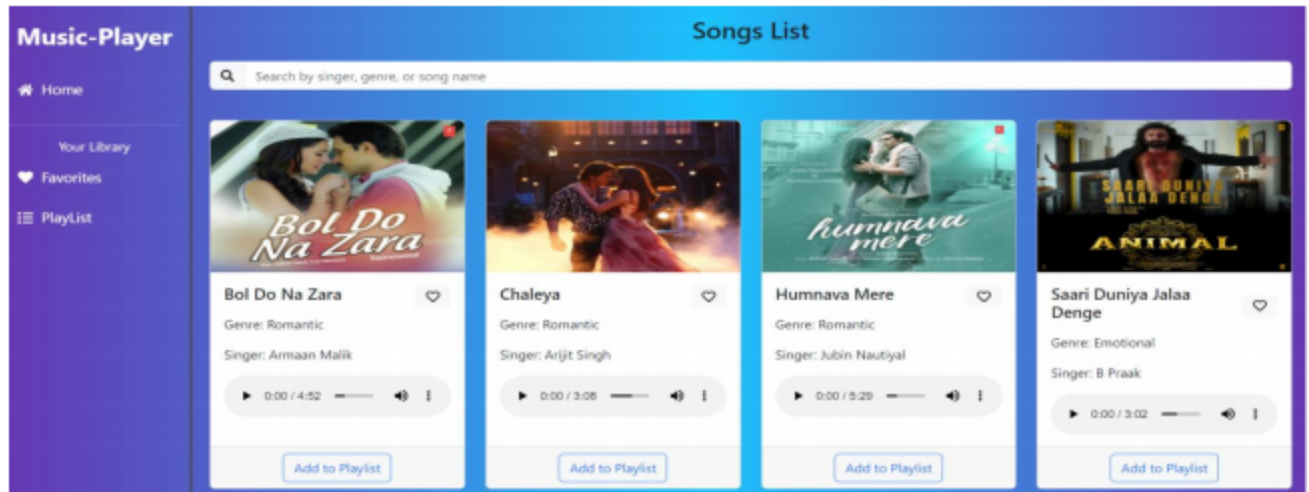 Music-Player
Home
Your Library
Favorites
PlayList
Songs List
Search by singer, genre, or song name
Bol Do
Na Zara
Bol Do Na Zara
Genre: Romantic
Singer: Armaan Malik
0:00 / 4:52
Add to Playlist
Chaleya
Genre: Romantic
Singer: Arijit Singh
0:00 / 3:08
Add to Playlist
humnava
mere
Humnava Mere
Genre: Romantic
Singer: Jubin Nautiyal
0:00 / 5:29
Add to Playlist
SAARI DUNIYA
JALAA DENGE
ANIMAL
Saari Duniya Jalaa
Denge
Genre: Emotional
Singer: B Praak
0:00 / 3:02
Add to Playlist